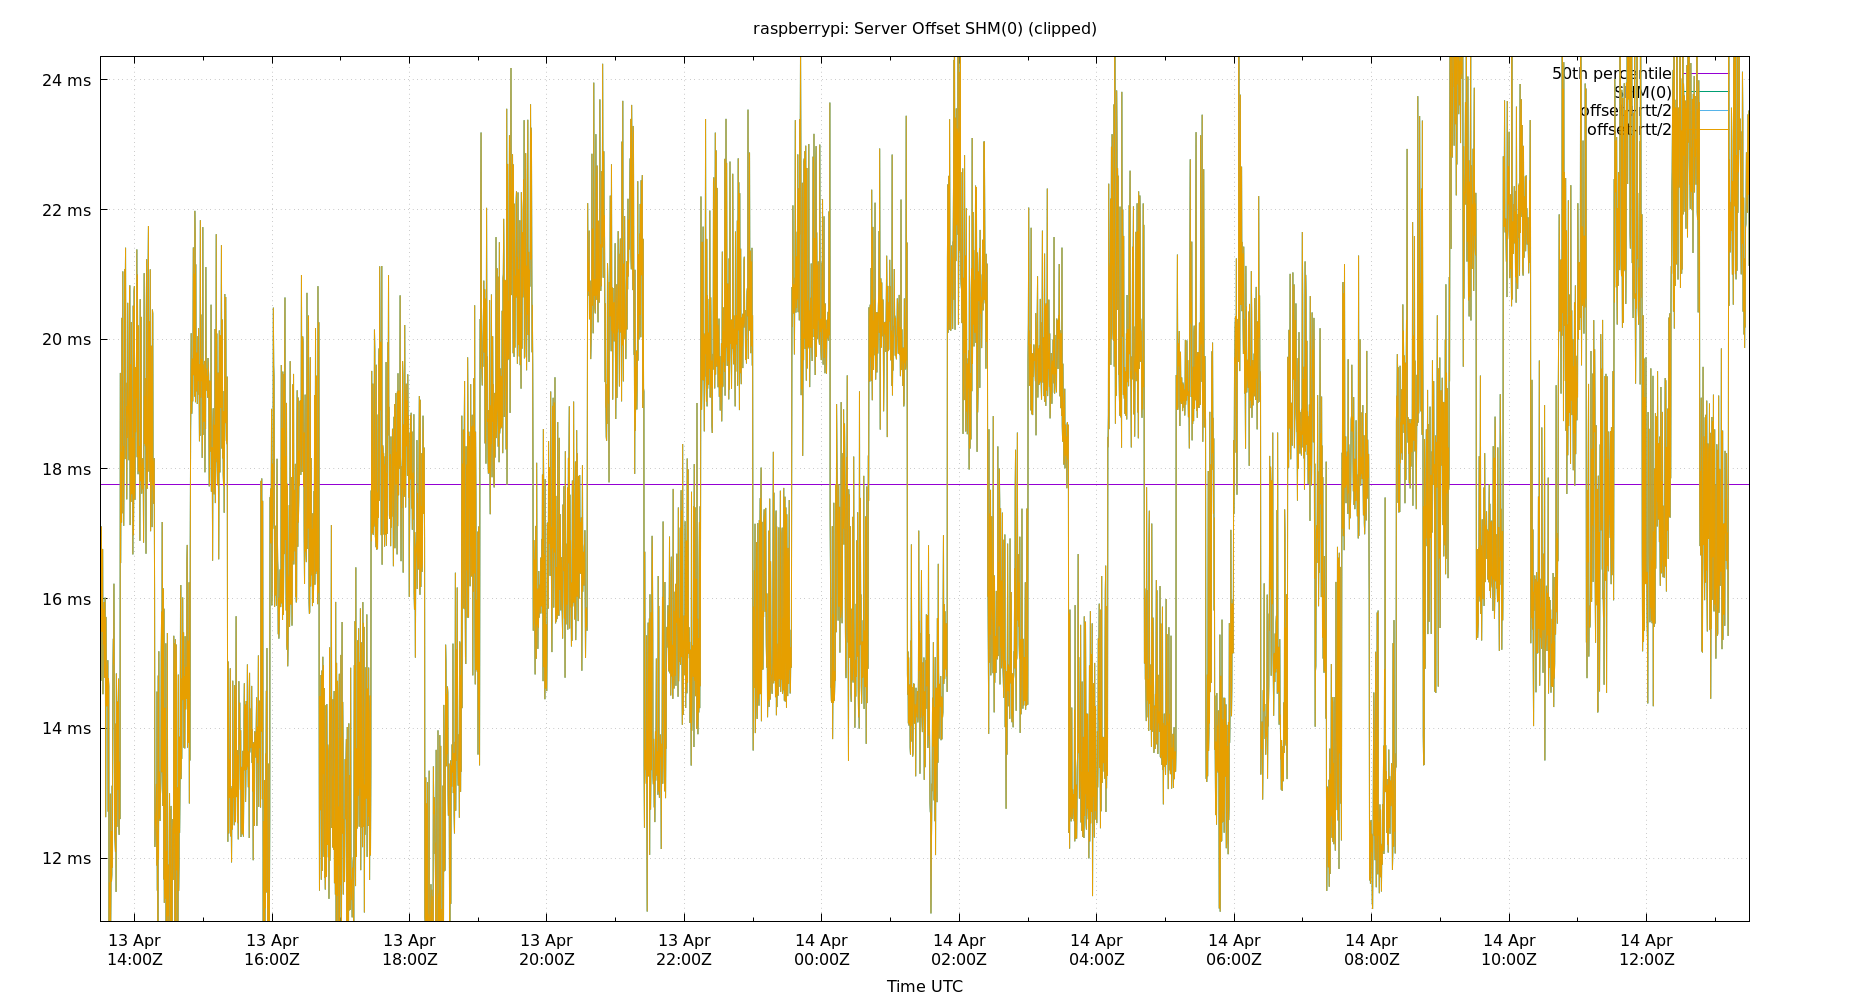 raspberrypi: Server Offset SHM(0) (clipped)
24 ms
22 ms
20 ms
18 ms
16 ms
14 ms
12 ms
50th percentile
SHM(0)
offset+rtt/2
offset-rtt/2
13 Apr 14:00Z
13 Apr 16:00Z
13 Apr 18:00Z
13 Apr 20:00Z
13 Apr 22:00Z
14 Apr 00:00Z
14 Apr 02:00Z
14 Apr 04:00Z
14 Apr 06:00Z
14 Apr 08:00Z
14 Apr 10:00Z
14 Apr 12:00Z
Time UTC